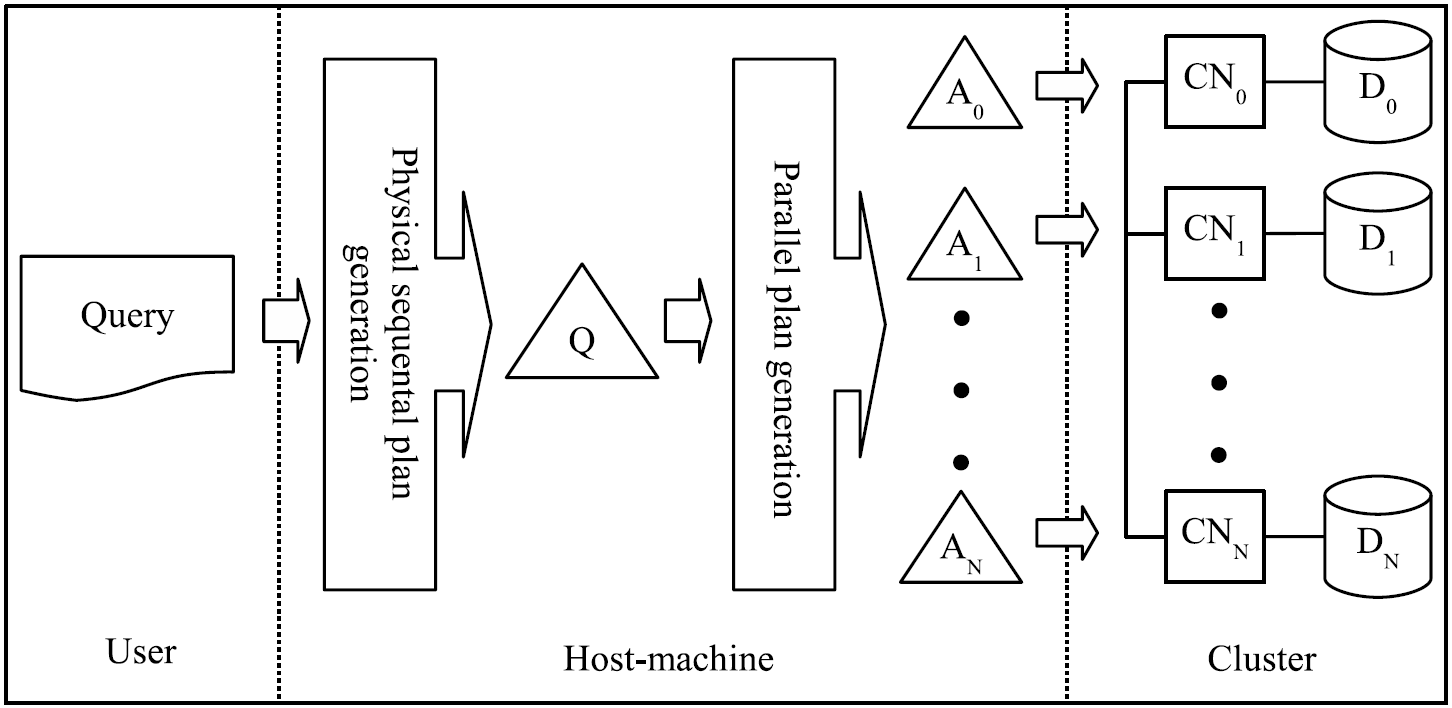 Query
Physical sequental plan
generation
Q
Parallel plan generation
A0
A1
AN
CN0
D0
CN1
D1
CNN
DN
User
Host-machine
Cluster